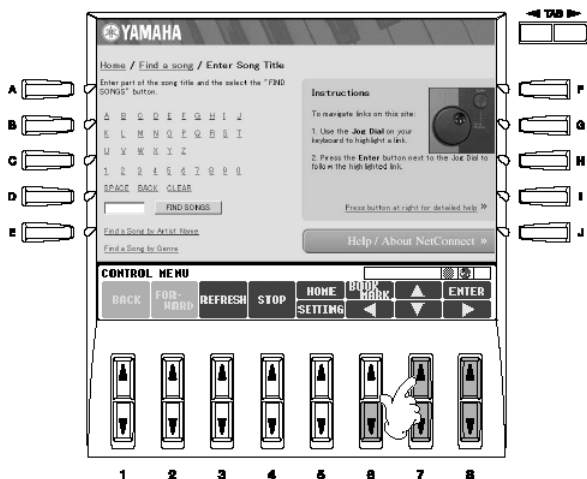 ◄ TAB ►
YAMAHA
Home / Find a song / Enter Song Title
Enter part of the song title and the select the "FIND
SONGS" button.
A B C D E F G H I J
K L M N O P Q R S T
U V W X Y Z
1 2 3 4 5 6 7 8 9 0
SPACE BACK CLEAR
FIND SONGS
Find a Song by Artist Name
Find a Song by Genre
Instructions
To navigate links on this site:
1. Use the Jog Dial on your
keyboard to highlight a link.
2. Press the Enter button next to the Jog Dial to
follow the highlighted link.
Press button at right for detailed help »
Help / About NetConnect »
A
B
C
D
E
F
G
H
I
J
CONTROL MENU
BACK
FOR-
WARD
REFRESH
STOP
HOME
SETTING
BOOK
MARK
ENTER
1 2 3 4 5 6 7 8